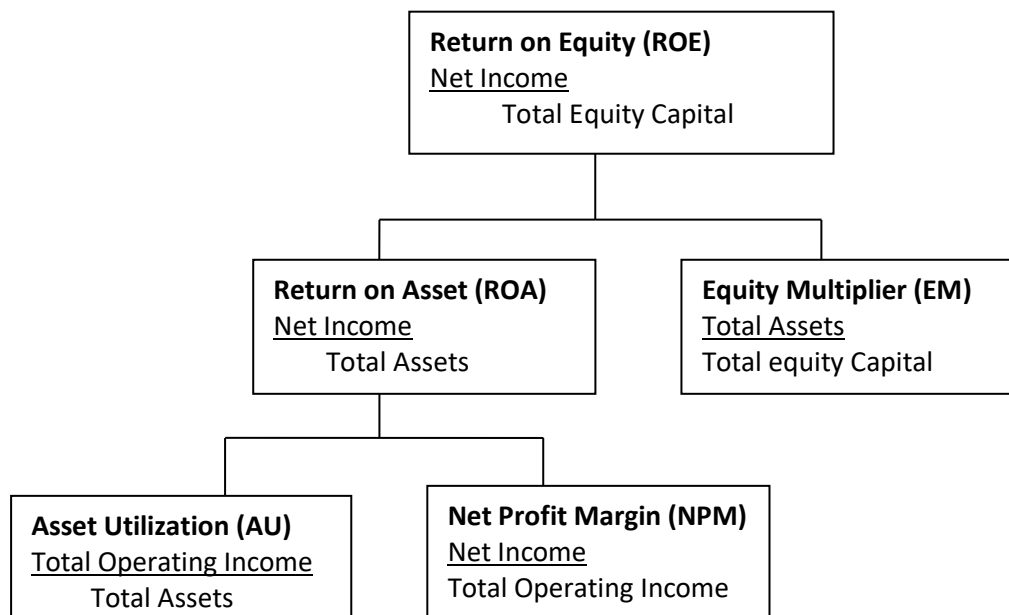 Return on Equity (ROE)
Net Income
Total Equity Capital
Return on Asset (ROA)
Net Income
Total Assets
Equity Multiplier (EM)
Total Assets
Total equity Capital
Asset Utilization (AU)
Total Operating Income
Total Assets
Net Profit Margin (NPM)
Net Income
Total Operating Income